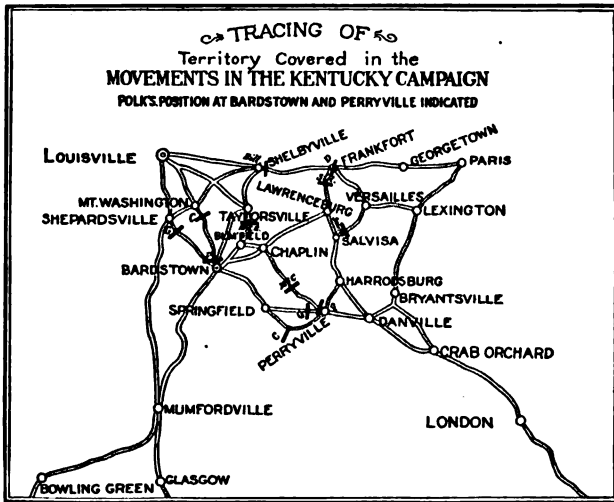 TRACING OF
Territory Covered in the
MOVEMENTS IN THE KENTUCKY CAMPAIGN
POLK'S POSITION AT BARDSTOWN AND PERRYVILLE INDICATED
LOUISVILLE
SHELBYVILLE
FRANKFORT
GEORGETOWN
PARIS
MT. WASHINGTON
LAWRENCEBURG
VERSAILLES
SHEPARDSVILLE
TAYLORSVILLE
LEXINGTON
SALVISA
CHAPLIN
BARDSTOWN
HARRODSBURG
BRYANTSVILLE
SPRINGFIELD
PERRYVILLE
DANVILLE
CRAB ORCHARD
MUMFORDVILLE
LONDON
BOWLING GREEN
GLASGOW